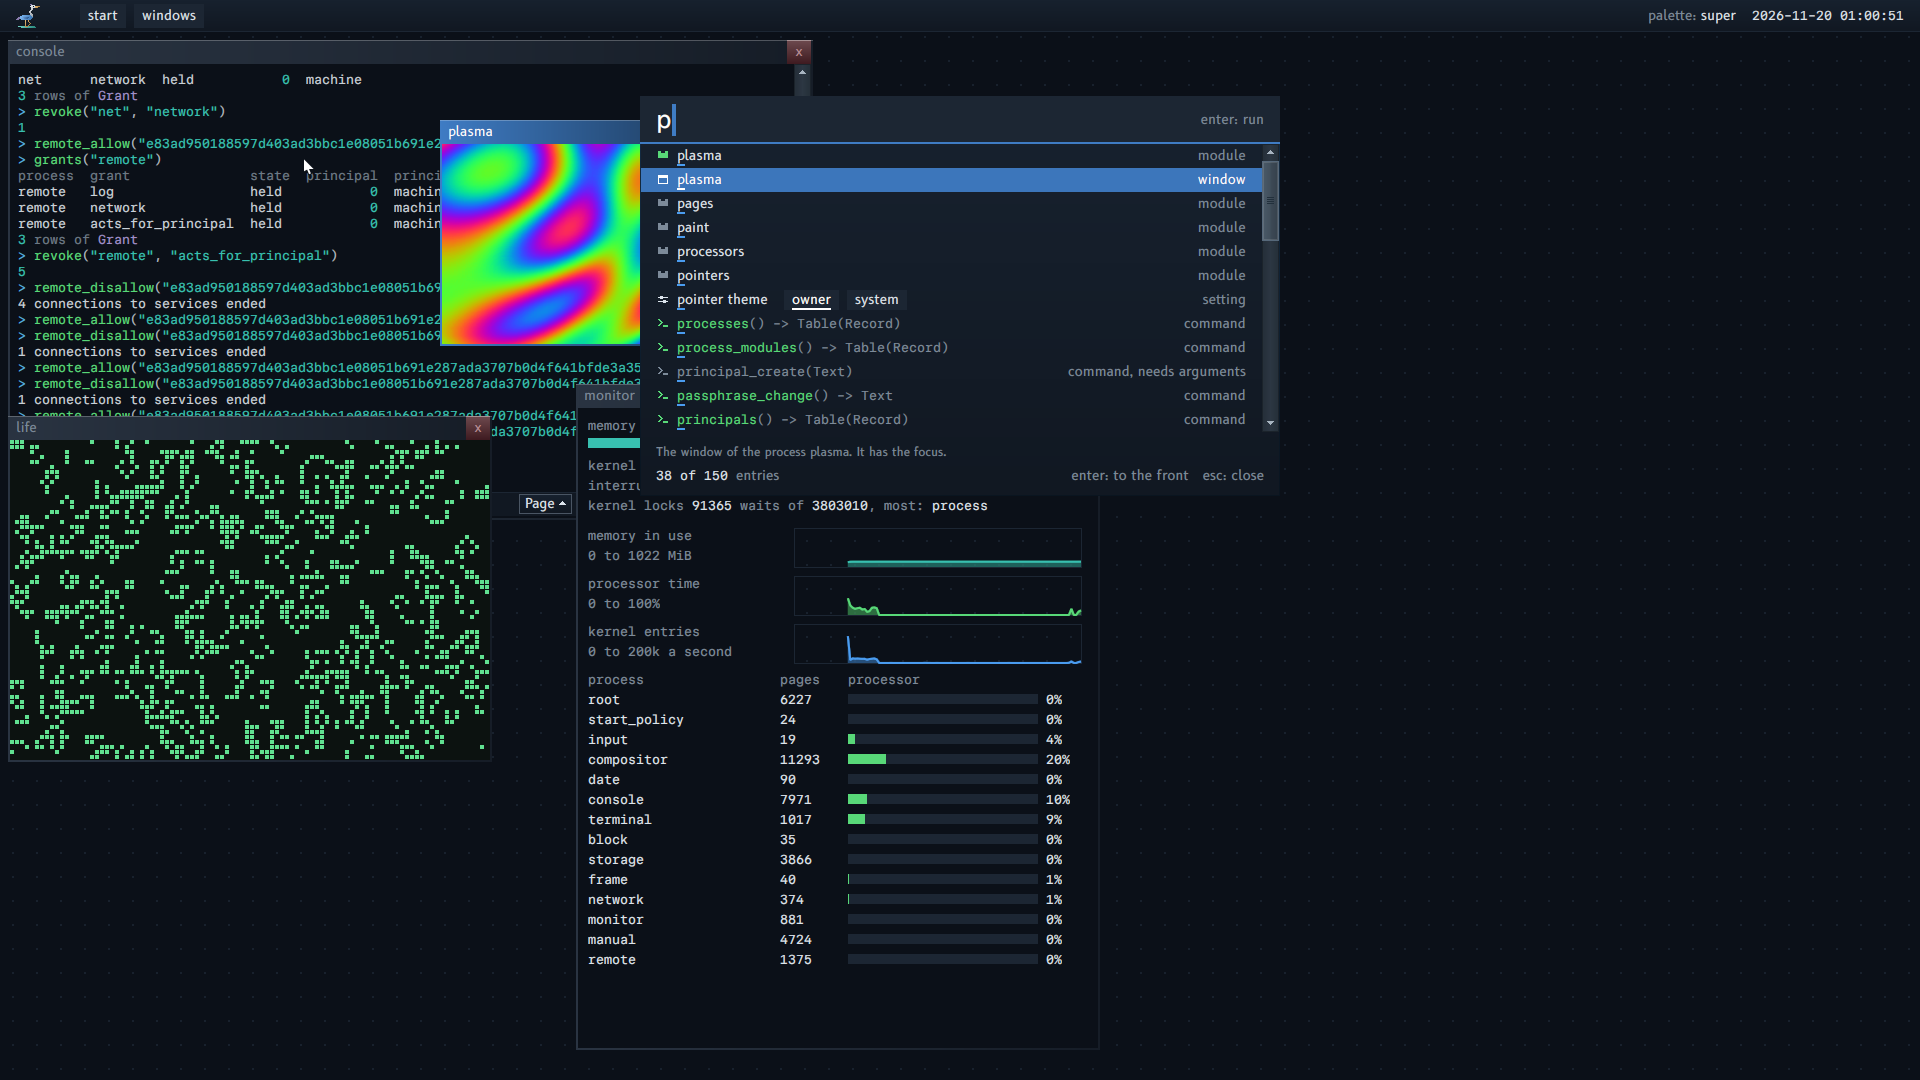 start windows palette: super 2026-11-20 01:00:51
console x
net network held 0 machine
3 rows of Grant
> revoke("net", "network")
1
> remote_allow("e83ad950188597d403ad3bbc1e08051b691e2
> grants("remote")
process grant state principal princi
remote log held 0 machin
remote network held 0 machin
remote acts_for_principal held 0 machin
3 rows of Grant
> revoke("remote", "acts_for_principal")
5
> remote_disallow("e83ad950188597d403ad3bbc1e08051b69
4 connections to services ended
> remote_allow("e83ad950188597d403ad3bbc1e08051b691e2
> remote_disallow("e83ad950188597d403ad3bbc1e08051b69
1 connections to services ended
> remote_allow("e83ad950188597d403ad3bbc1e08051b691e287ada3707b0d4f641bfde3a35
> remote_disallow("e83ad950188597d403ad3bbc1e08051b691e287ada3707b0d4f641bfde3
1 connections to services ended
> remote_allow("e83ad950188597d403ad3bbc1e08051b691e287ada3707b0d4f641
da3707b0d4f
Page
plasma
p enter: run
plasma module
plasma window
pages module
paint module
processors module
pointers module
pointer theme owner system setting
>_ processes() -> Table(Record) command
>_ process_modules() -> Table(Record) command
>_ principal_create(Text) command, needs arguments
>_ passphrase_change() -> Text command
>_ principals() -> Table(Record) command
The window of the process plasma. It has the focus.
38 of 150 entries enter: to the front esc: close
life x
monitor
memory
kernel
interru
kernel locks 91365 waits of 3803010, most: process
memory in use
0 to 1022 MiB
processor time
0 to 100%
kernel entries
0 to 200k a second
process pages processor
root 6227 0%
start_policy 24 0%
input 19 4%
compositor 11293 20%
date 90 0%
console 7971 10%
terminal 1017 9%
block 35 0%
storage 3866 0%
frame 40 1%
network 374 1%
monitor 881 0%
manual 4724 0%
remote 1375 0%